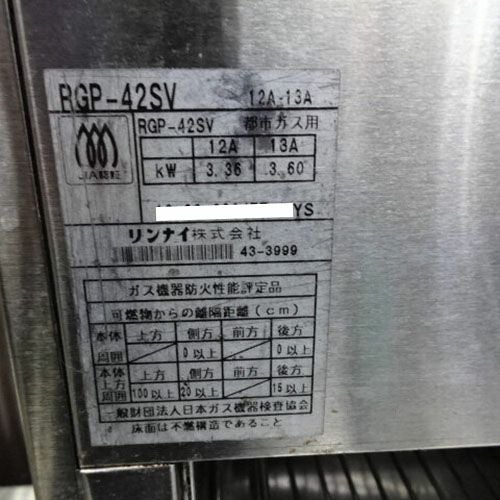 RGP-42SV 12A-13A
JIA認証
RGP-42SV 都市ガス用
12A 13A
kW 3.36 3.60
YS
リンナイ株式会社
43-3999
ガス機器防火性能評定品
可燃物からの離隔距離(cm)
本体周囲 上方 側方 前方 後方
0以上 0以上
本体上方周囲 上方 側方 前方 後方
100以上 20以上 15以上
一般財団法人日本ガス機器検査協会
床面は不燃構造であること